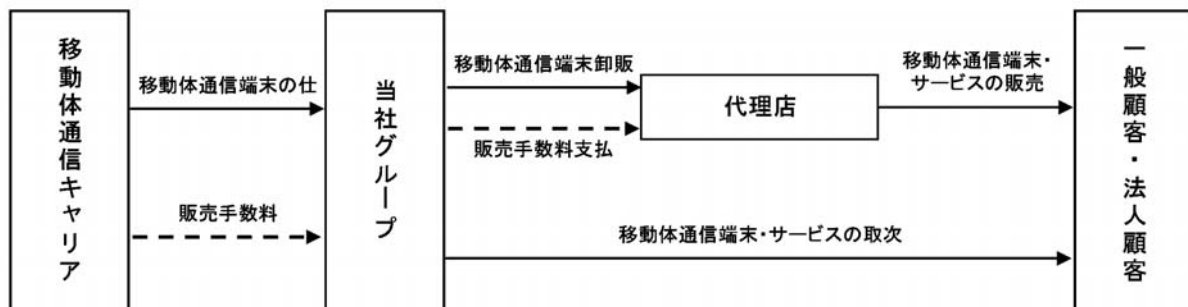 移動体通信キャリア
移動体通信端末の仕
販売手数料
当社グループ
移動体通信端末卸販
販売手数料支払
代理店
移動体通信端末・
サービスの販売
移動体通信端末・サービスの取次
一般顧客・法人顧客